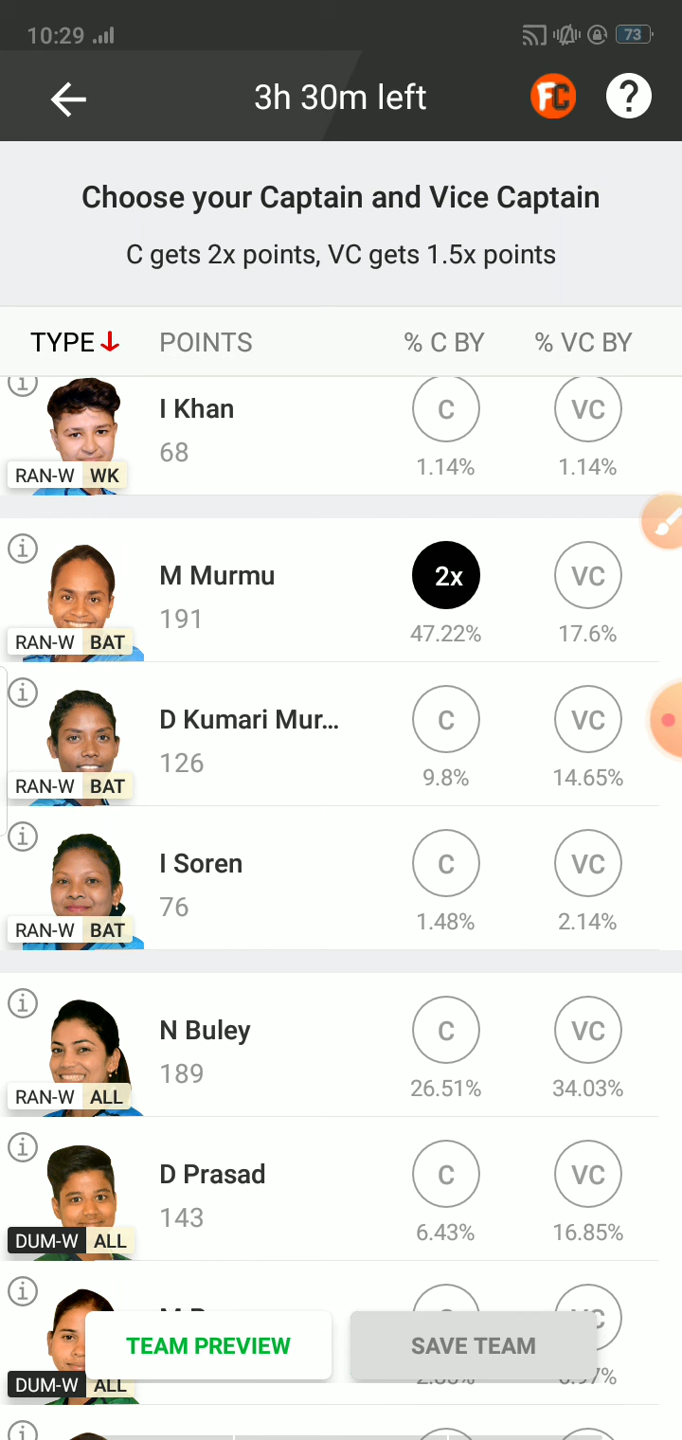 10:29
73
3h 30m left
FC
?
Choose your Captain and Vice Captain
C gets 2x points, VC gets 1.5x points
TYPE POINTS % C BY % VC BY
I Khan
C VC
68
1.14% 1.14%
RAN-W WK
M Murmu
2x VC
191
47.22% 17.6%
RAN-W BAT
D Kumari Mur...
C VC
126
9.8% 14.65%
RAN-W BAT
I Soren
C VC
76
1.48% 2.14%
RAN-W BAT
N Buley
C VC
189
26.51% 34.03%
RAN-W ALL
D Prasad
C VC
143
6.43% 16.85%
DUM-W ALL
TEAM PREVIEW SAVE TEAM
DUM-W ALL